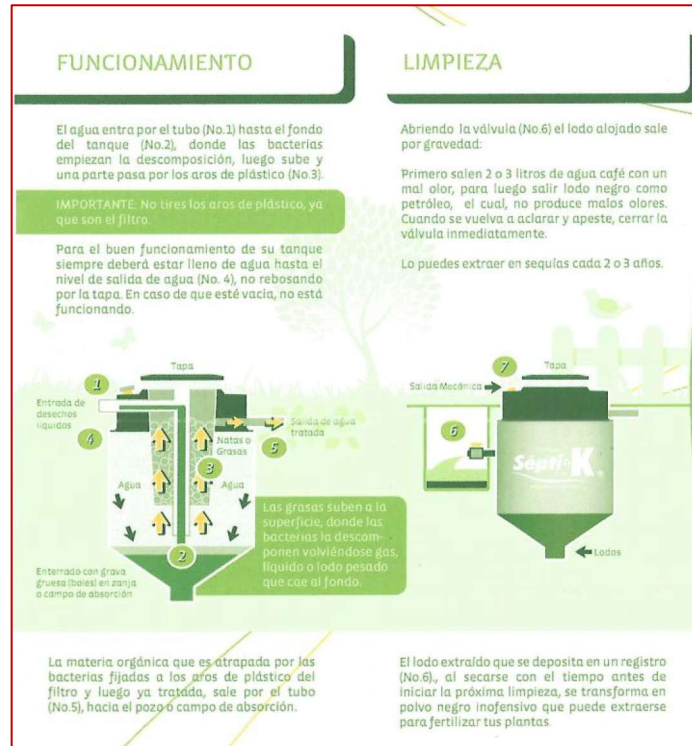 FUNCIONAMIENTO
El agua entra por el tubo (No.1) hasta el fondo
del tanque (No.2), donde las bacterias
empiezan la descomposición, luego sube y
una parte pasa por los aros de plástico (No.3).
IMPORTANTE: No tires los aros de plástico, ya
que son el filtro.
Para el buen funcionamiento de su tanque
siempre deberá estar lleno de agua hasta el
nivel de salida de agua (No. 4), no rebosando
por la tapa. En caso de que esté vacia, no está
funcionando.
Tapa
1
Entrada de
desechos
líquidos
4
Natas o
Grasas
Salida de agua
tratada
5
3
Agua
Agua
2
Las grasas suben a la
superficie, donde las
bacterias la descom-
ponen volviéndose gas,
líquido o lodo pesado
que cae al fondo.
Enterrado con grava
gruesa (boleo) en zanja
o campo de absorción
La materia orgánica que es atrapada por las
bacterias fijadas a los aros de plástico del
filtro y luego ya tratada, sale por el tubo
(No.5), hacia el pozo o campo de absorción.
LIMPIEZA
Abriendo la válvula (No.6) el lodo alojado sale
por gravedad:
Primero salen 2 o 3 litros de agua café con un
mal olor, para luego salir lodo negro como
petróleo, el cual, no produce malos olores.
Cuando se vuelva a aclarar y apeste, cerrar la
válvula inmediatamente.
Lo puedes extraer en sequías cada 2 o 3 años.
7
Tapa
Salida Mecánica
6
Sépti-K®
Lodos
El lodo extraído que se deposita en un registro
(No.6)., al secarse con el tiempo antes de
iniciar la próxima limpieza, se transforma en
polvo negro inofensivo que puede extraerse
para fertilizar tus plantas.